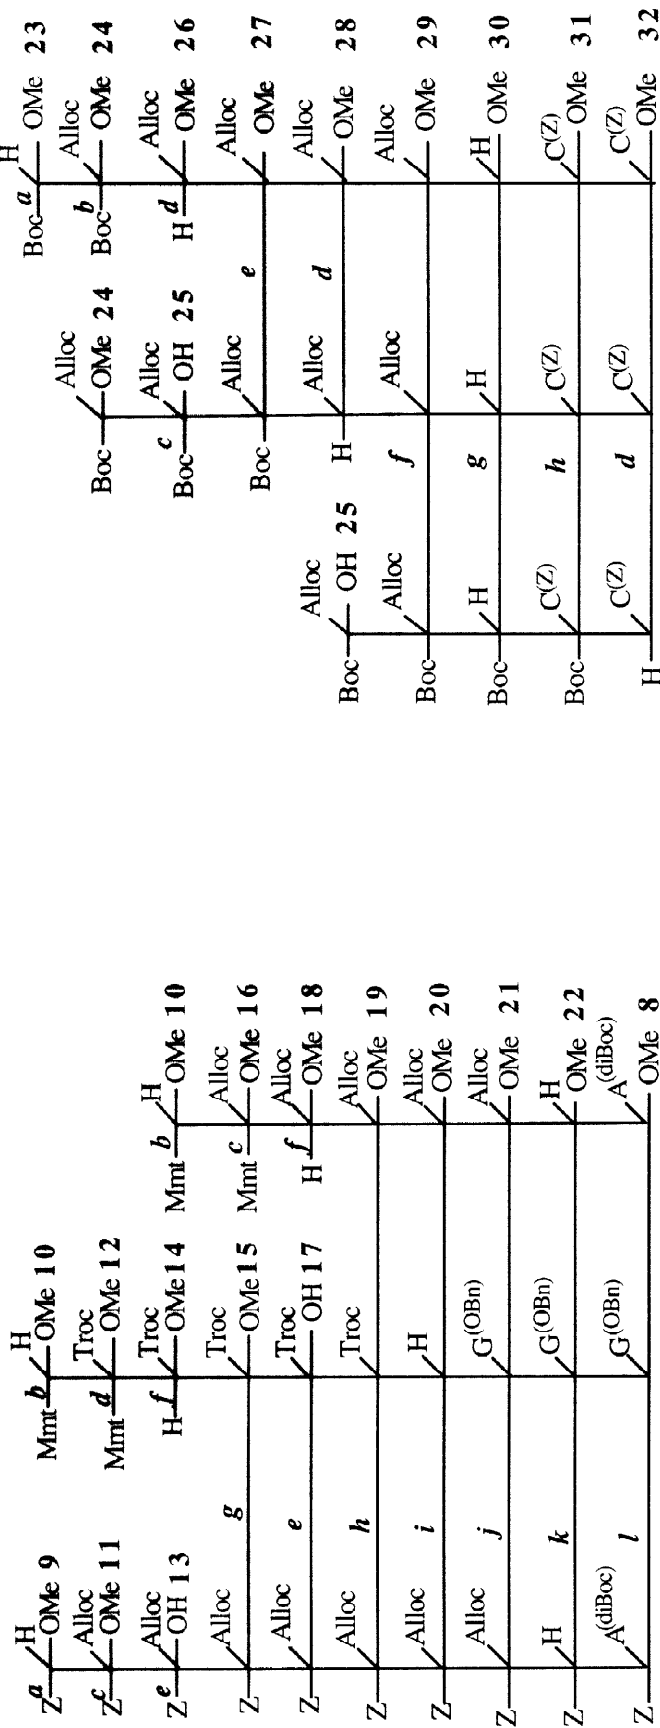 H
Boc a OMe 23
Alloc Alloc
Boc OMe 24 Boc b OMe 24
Alloc Alloc
Boc c OH 25 H d OMe 26
Alloc Alloc
Boc e OMe 27
Alloc Alloc Alloc
Boc OH 25 H d OMe 28
Alloc Alloc Alloc
Boc f OMe 29
H H H
Boc g OMe 30
C(Z) C(Z) C(Z)
Boc h OMe 31
C(Z) C(Z) C(Z)
H d OMe 32
H H
Z a OMe 9 Mmt b OMe 10
Alloc Troc
Z c OMe 11 Mmt d OMe 12
Alloc Troc H
Z e OH 13 H f OMe 14 Mmt b OMe 10
Alloc Troc Alloc
Z g OMe 15 Mmt c OMe 16
Alloc Troc Alloc
Z e OH 17 H f OMe 18
Alloc Troc Alloc
Z h OMe 19
Alloc H Alloc
Z i OMe 20
Alloc G(OBn) Alloc
Z j OMe 21
H G(OBn) H
Z k OMe 22
A(diBoc) G(OBn) A(diBoc)
Z l OMe 8